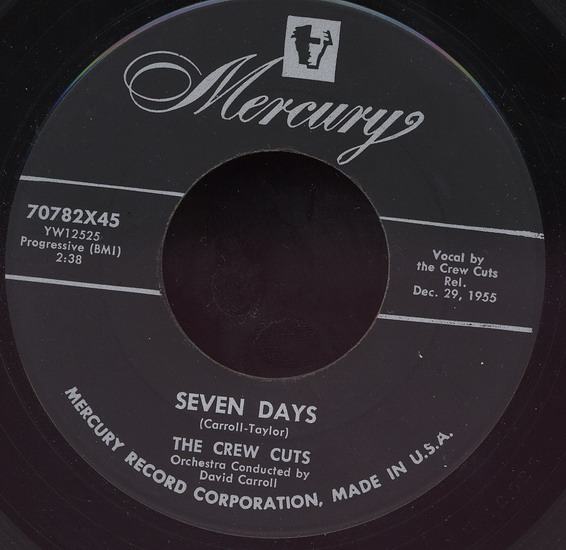 Mercury
70782X45
YW12525
Progressive (BMI)
2:38
Vocal by
the Crew Cuts
Rel.
Dec. 29, 1955
SEVEN DAYS
(Carroll-Taylor)
THE CREW CUTS
Orchestra Conducted by
David Carroll
MERCURY RECORD CORPORATION, MADE IN U.S.A.